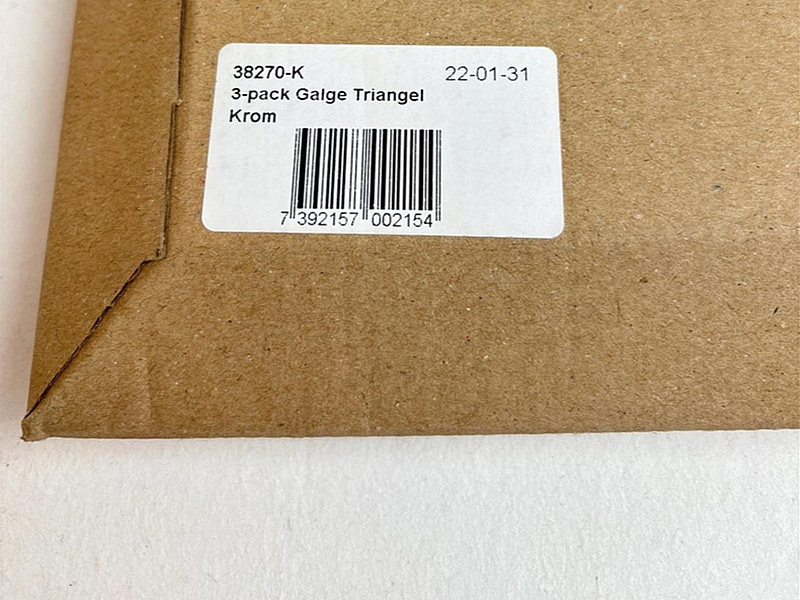 38270-K 22-01-31
3-pack Galge Triangel
Krom
7 392157 002154